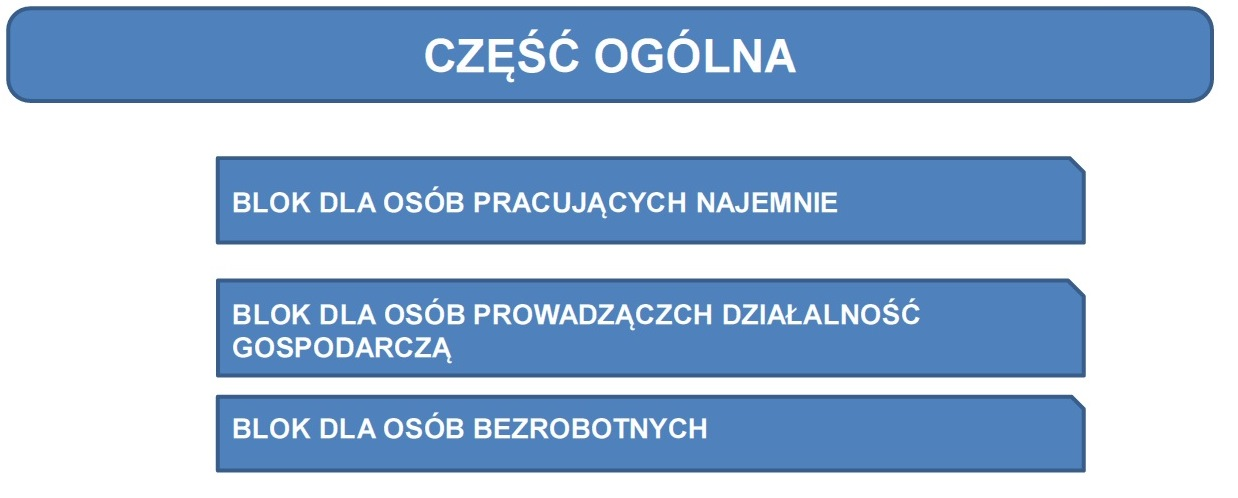 CZĘŚĆ OGÓLNA
BLOK DLA OSÓB PRACUJĄCYCH NAJEMNIE
BLOK DLA OSÓB PROWADZĄCZCH DZIAŁALNOŚĆ
GOSPODARCZĄ
BLOK DLA OSÓB BEZROBOTNYCH